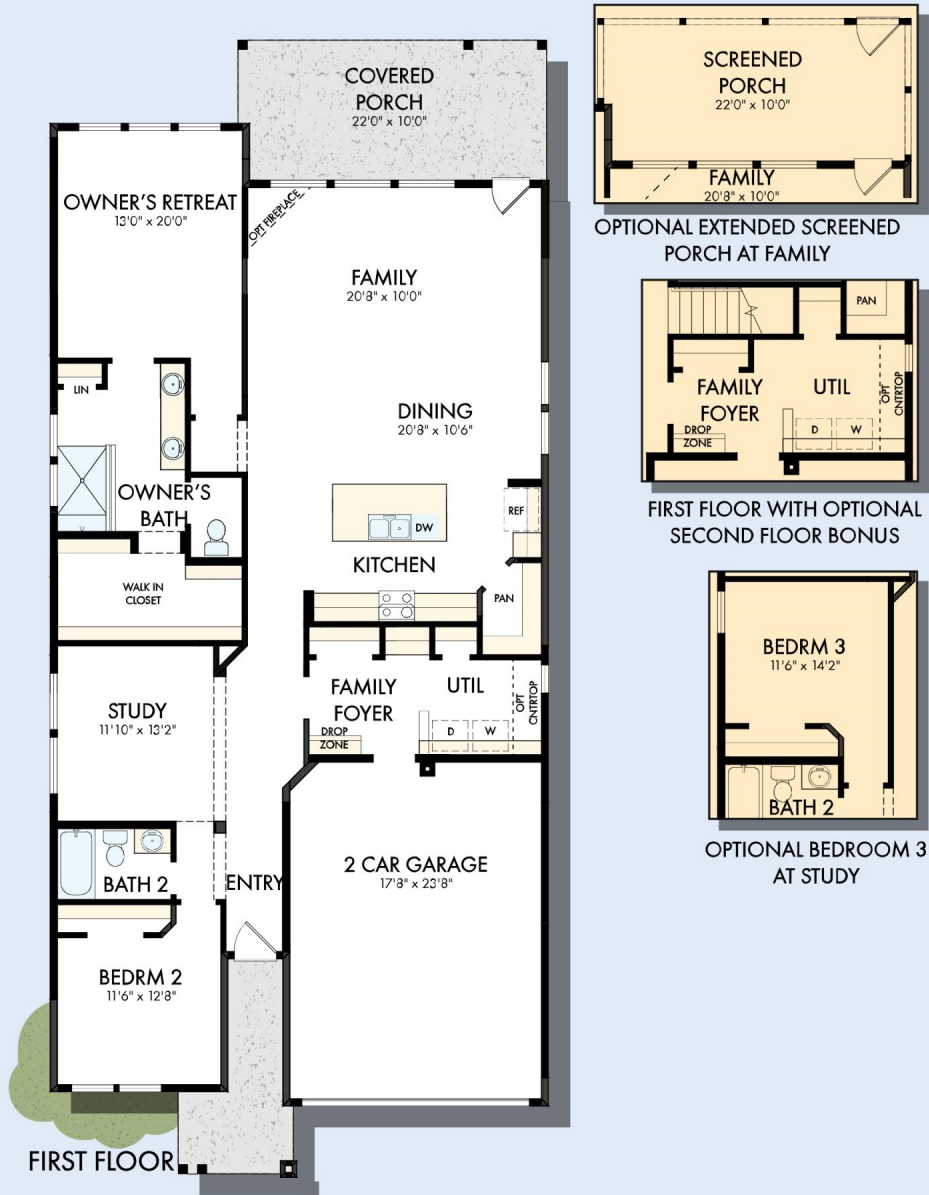 COVERED
PORCH
22'0" x 10'0"
OWNER'S RETREAT
13'0" x 20'0"
OPT FIREPLACE
FAMILY
20'8" x 10'0"
DINING
20'8" x 10'6"
LIN
OWNER'S
BATH
REF
DW
KITCHEN
PAN
WALK IN
CLOSET
STUDY
11'10" x 13'2"
FAMILY
FOYER
DROP
ZONE
UTIL
D
W
OPT
CNTRTOP
BATH 2
ENTRY
2 CAR GARAGE
17'8" x 23'8"
BEDRM 2
11'6" x 12'8"
FIRST FLOOR
SCREENED
PORCH
22'0" x 10'0"
FAMILY
20'8" x 10'0"
OPTIONAL EXTENDED SCREENED
PORCH AT FAMILY
PAN
FAMILY
FOYER
DROP
ZONE
UTIL
D
W
OPT
CNTRTOP
FIRST FLOOR WITH OPTIONAL
SECOND FLOOR BONUS
BEDRM 3
11'6" x 14'2"
BATH 2
OPTIONAL BEDROOM 3
AT STUDY